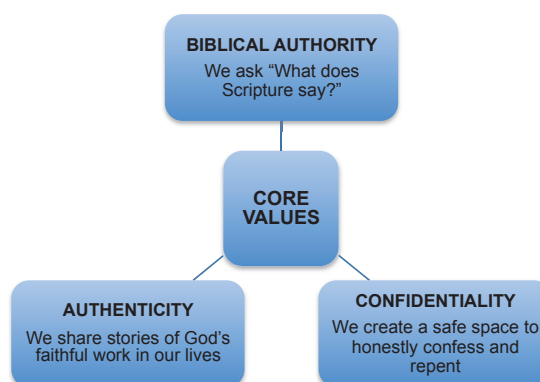 BIBLICAL AUTHORITY
We ask “What does
Scripture say?”
CORE
VALUES
AUTHENTICITY
We share stories of God’s
faithful work in our lives
CONFIDENTIALITY
We create a safe space to
honestly confess and
repent